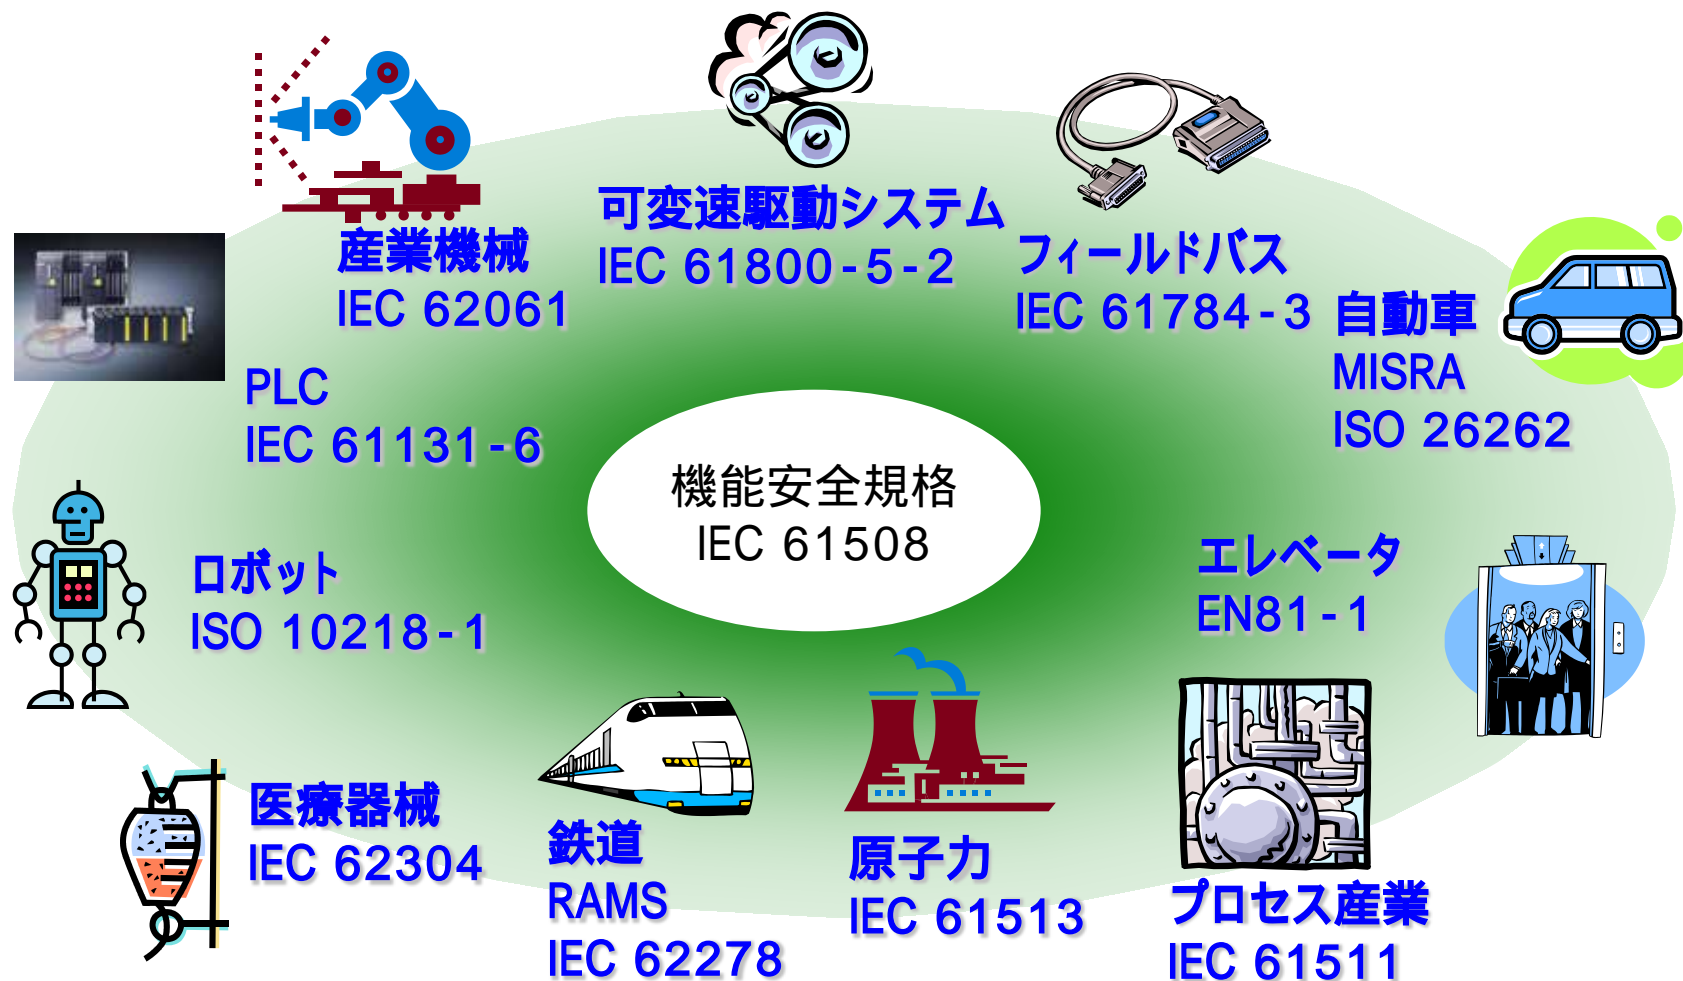 可変速駆動システム
IEC 61800-5-2
産業機械
IEC 62061
フィールドバス
IEC 61784-3
自動車
MISRA
ISO 26262
PLC
IEC 61131-6
機能安全規格
IEC 61508
ロボット
ISO 10218-1
エレベータ
EN81-1
医療器械
IEC 62304
鉄道
RAMS
IEC 62278
原子力
IEC 61513
プロセス産業
IEC 61511